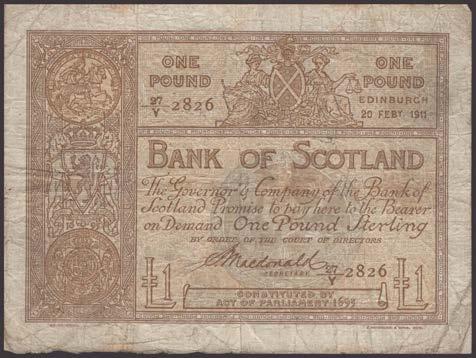 ONE POUND
27/Y 2826
ONE POUND
EDINBURGH
20 FEBY 1911
BANK OF SCOTLAND
The Governor & Company of the Bank of
Scotland Promise to pay here to the Bearer
on Demand One Pound Sterling
BY ORDER OF THE COURT OF DIRECTORS
Macdonald
SECRETARY
27/Y 2826
£1
£1
CONSTITUTED BY
ACT OF PARLIAMENT 1695